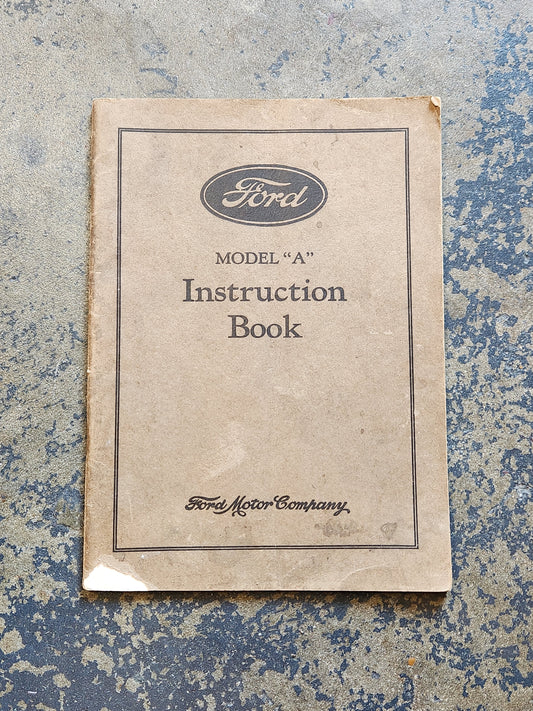 Ford
MODEL "A"
Instruction
Book
Ford Motor Company